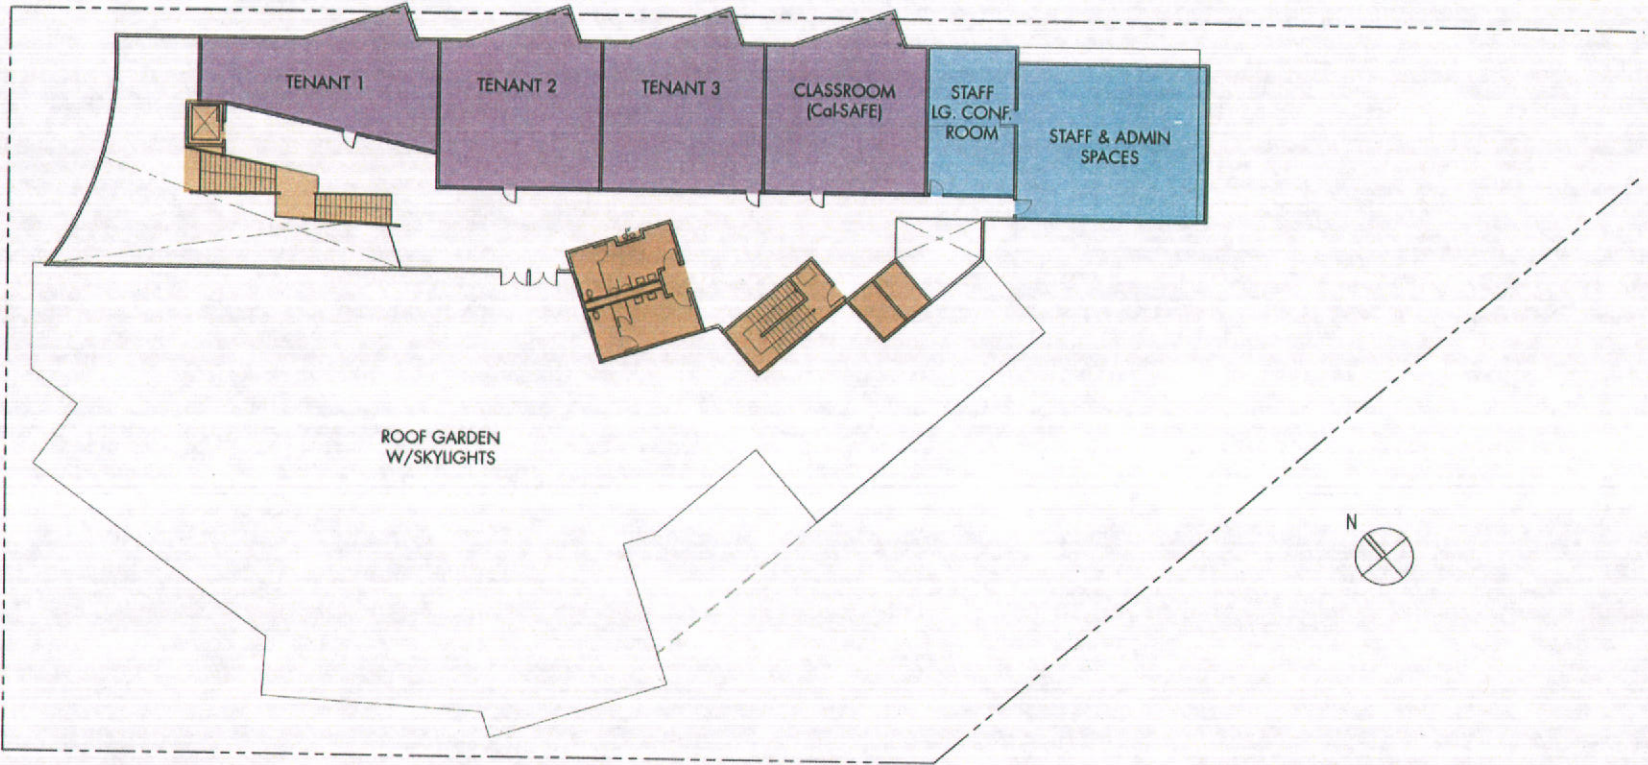 TENANT 1
TENANT 2
TENANT 3
CLASSROOM
(Cal-SAFE)
STAFF
LG. CONF.
ROOM
STAFF & ADMIN
SPACES
ROOF GARDEN
W/SKYLIGHTS
N